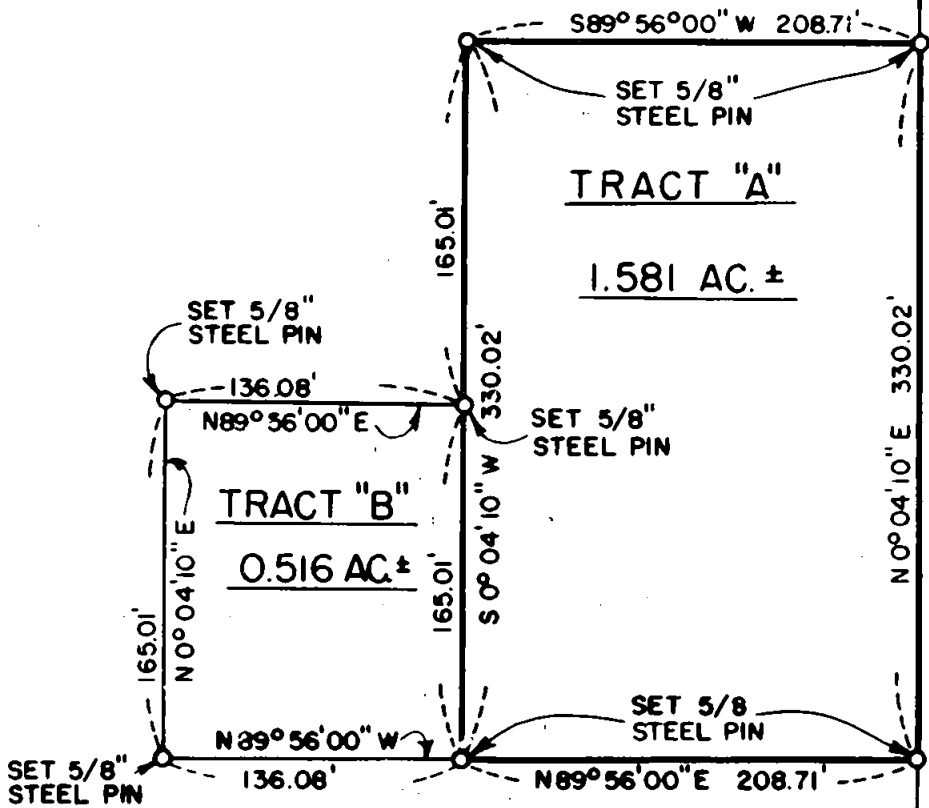 S89°56°00" W 208.71'
SET 5/8"
STEEL PIN
TRACT "A"
1.581 AC. ±
165.01'
330.02'
S 0° 04' 10" W
N 0° 04' 10" E 330.02'
SET 5/8"
STEEL PIN
136.08'
N89° 56'00" E
SET 5/8"
STEEL PIN
TRACT "B"
0.516 AC. ±
N 0° 04' 10" E
165.01'
165.01'
N 89° 56' 00" W
136.08'
SET 5/8"
STEEL PIN
SET 5/8
STEEL PIN
N89°56'00" E 208.71'